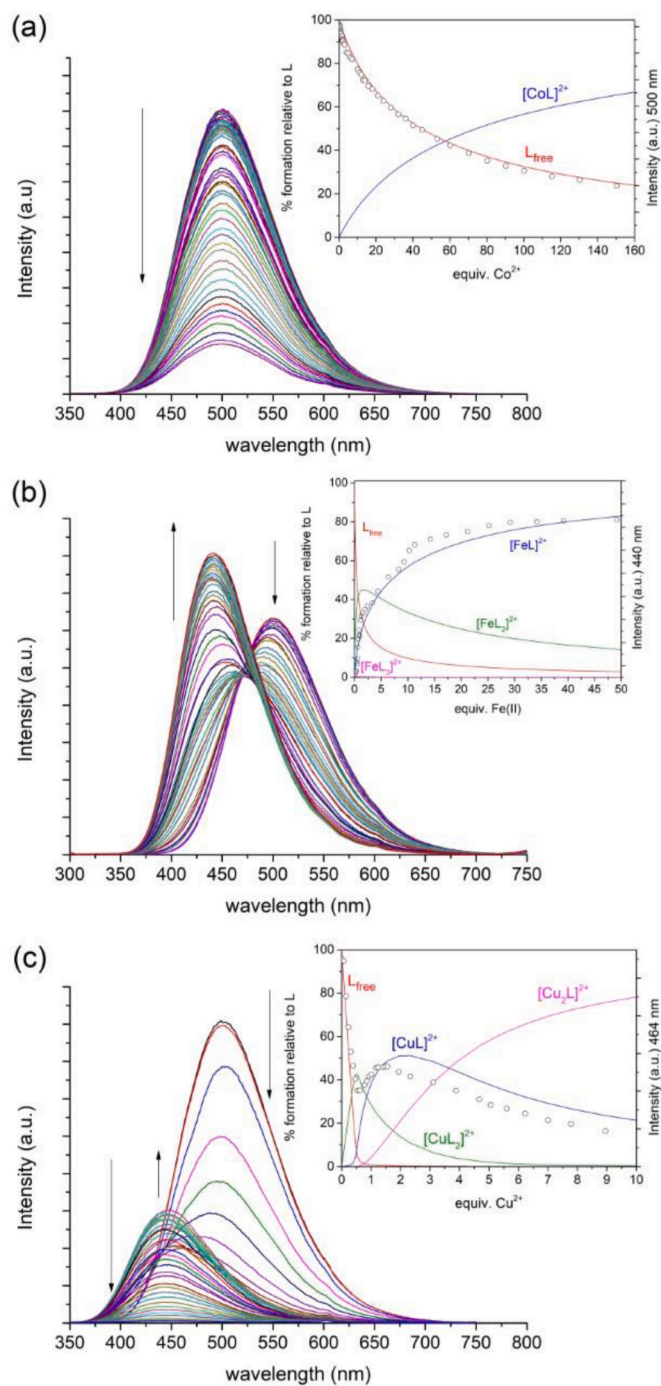 (a)
Intensity (a.u)
350 400 450 500 550 600 650 700 750 800
wavelength (nm)
% formation relative to L
100
80
60
40
20
0
[CoL]²⁺
L_free
0 20 40 60 80 100 120 140 160
equiv. Co²⁺
Intensity (a.u.) 500 nm
(b)
Intensity (a.u.)
300 350 400 450 500 550 600 650 700 750
wavelength (nm)
% formation relative to L
100
80
60
40
20
0
L_free
[FeL]²⁺
[FeL₂]²⁺
[FeL₃]²⁺
0 5 10 15 20 25 30 35 40 45 50
equiv. Fe(II)
Intensity (a.u.) 440 nm
(c)
Intensity (a.u.)
350 400 450 500 550 600 650 700 750 800
wavelength (nm)
% formation relative to L
100
80
60
40
20
0
L_free
[Cu₂L]²⁺
[CuL]²⁺
[CuL₂]²⁺
0 1 2 3 4 5 6 7 8 9 10
equiv. Cu²⁺
Intensity (a.u.) 464 nm